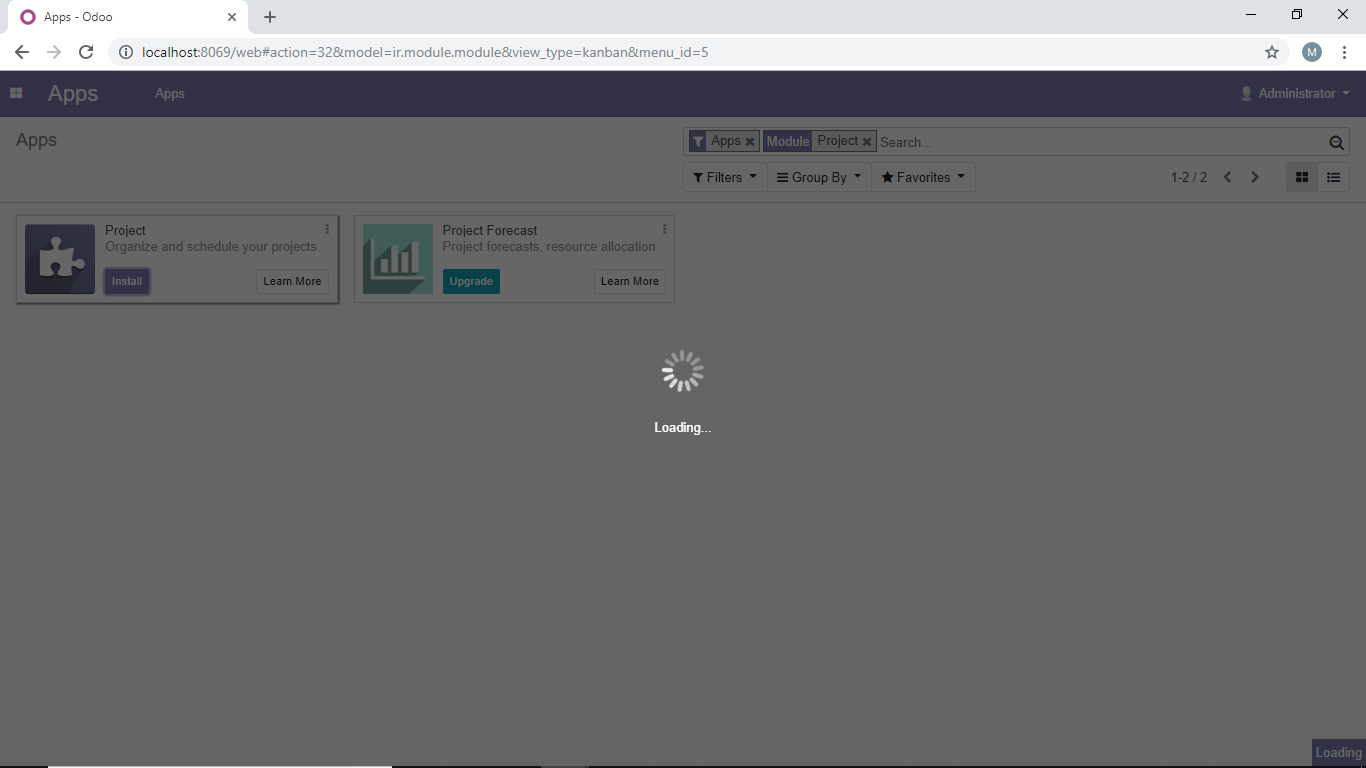 Apps - Odoo
localhost:8069/web#action=32&model=ir.module.module&view_type=kanban&menu_id=5
M
Apps Apps Administrator
Apps
Apps Module Project Search...
Filters Group By Favorites 1-2 / 2
Project
Organize and schedule your projects
Install Learn More
Project Forecast
Project forecasts, resource allocation
Upgrade Learn More
Loading...
Loading